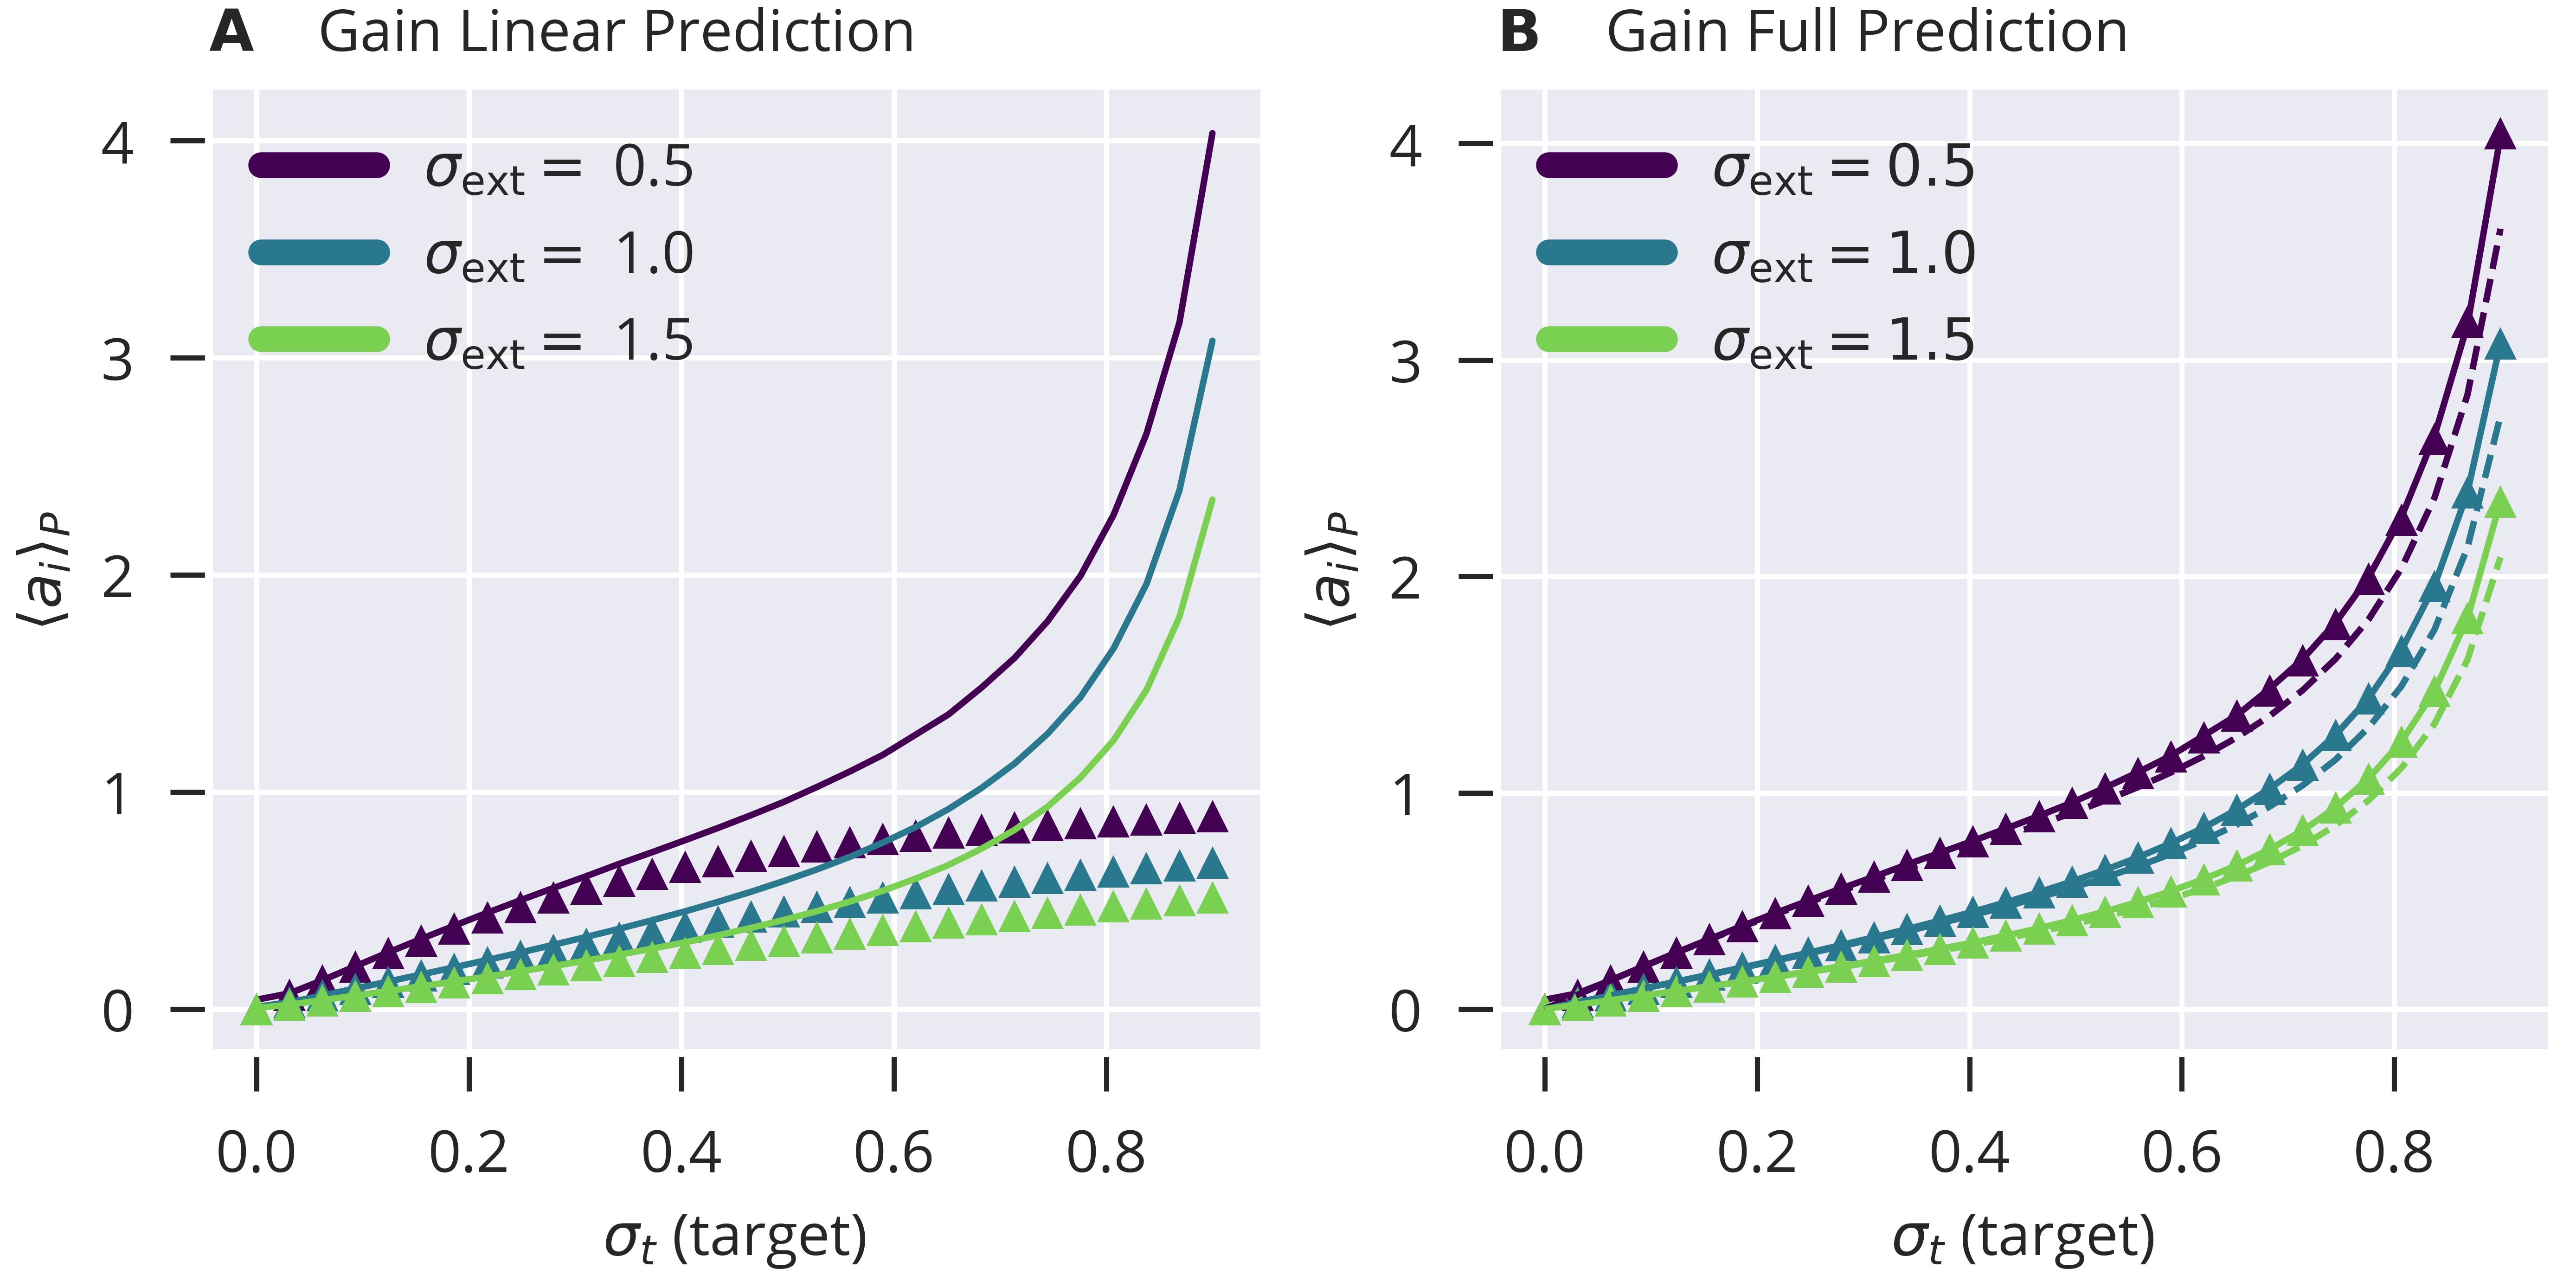 A Gain Linear Prediction
4
3
2
1
0
⟨aᵢ⟩P
σext = 0.5
σext = 1.0
σext = 1.5
0.0 0.2 0.4 0.6 0.8
σt (target)
B Gain Full Prediction
4
3
2
1
0
⟨aᵢ⟩P
σext = 0.5
σext = 1.0
σext = 1.5
0.0 0.2 0.4 0.6 0.8
σt (target)